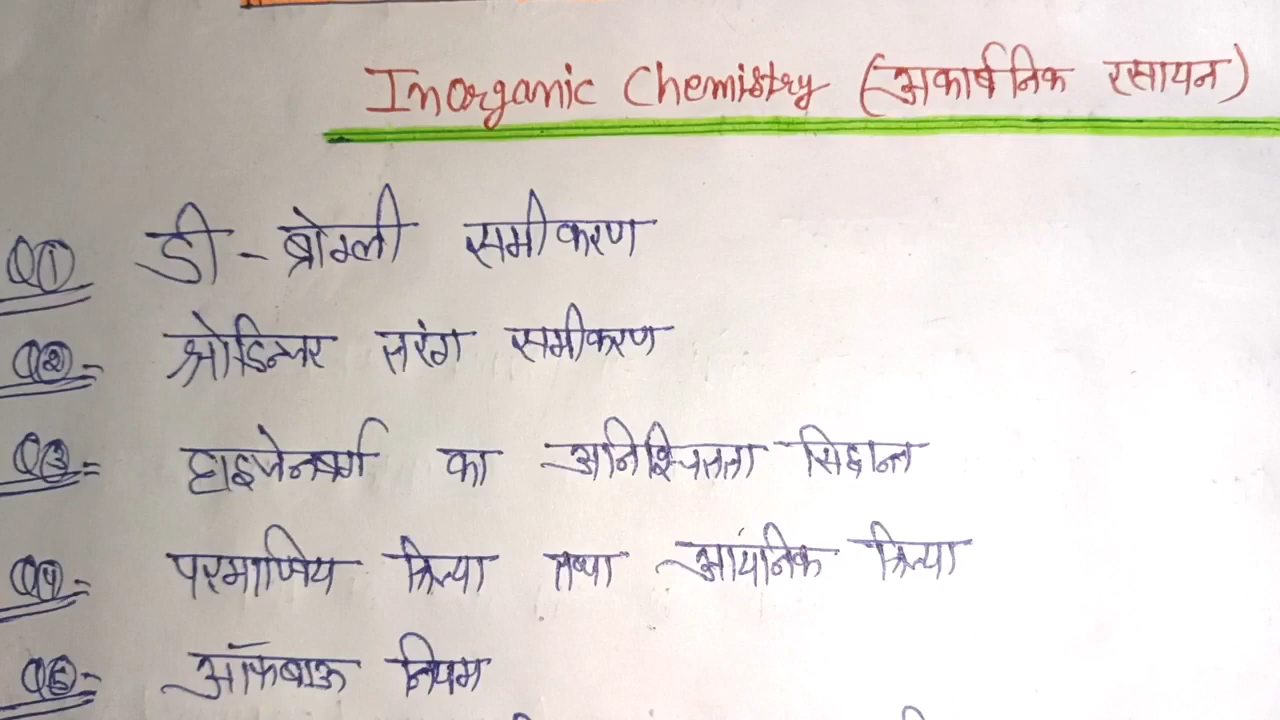 Inorganic Chemistry (अकार्बनिक रसायन)
Q① डी - ब्रोग्ली समीकरण
Q② - श्रोडिन्जर तरंग समीकरण
Q③ = हाइजेनबर्ग का अनिश्चितता सिद्दान्त
Q④ - परमाणिय त्रिज्या तथा आयनिक त्रिज्या
Q⑤ - ऑफबाऊ नियम